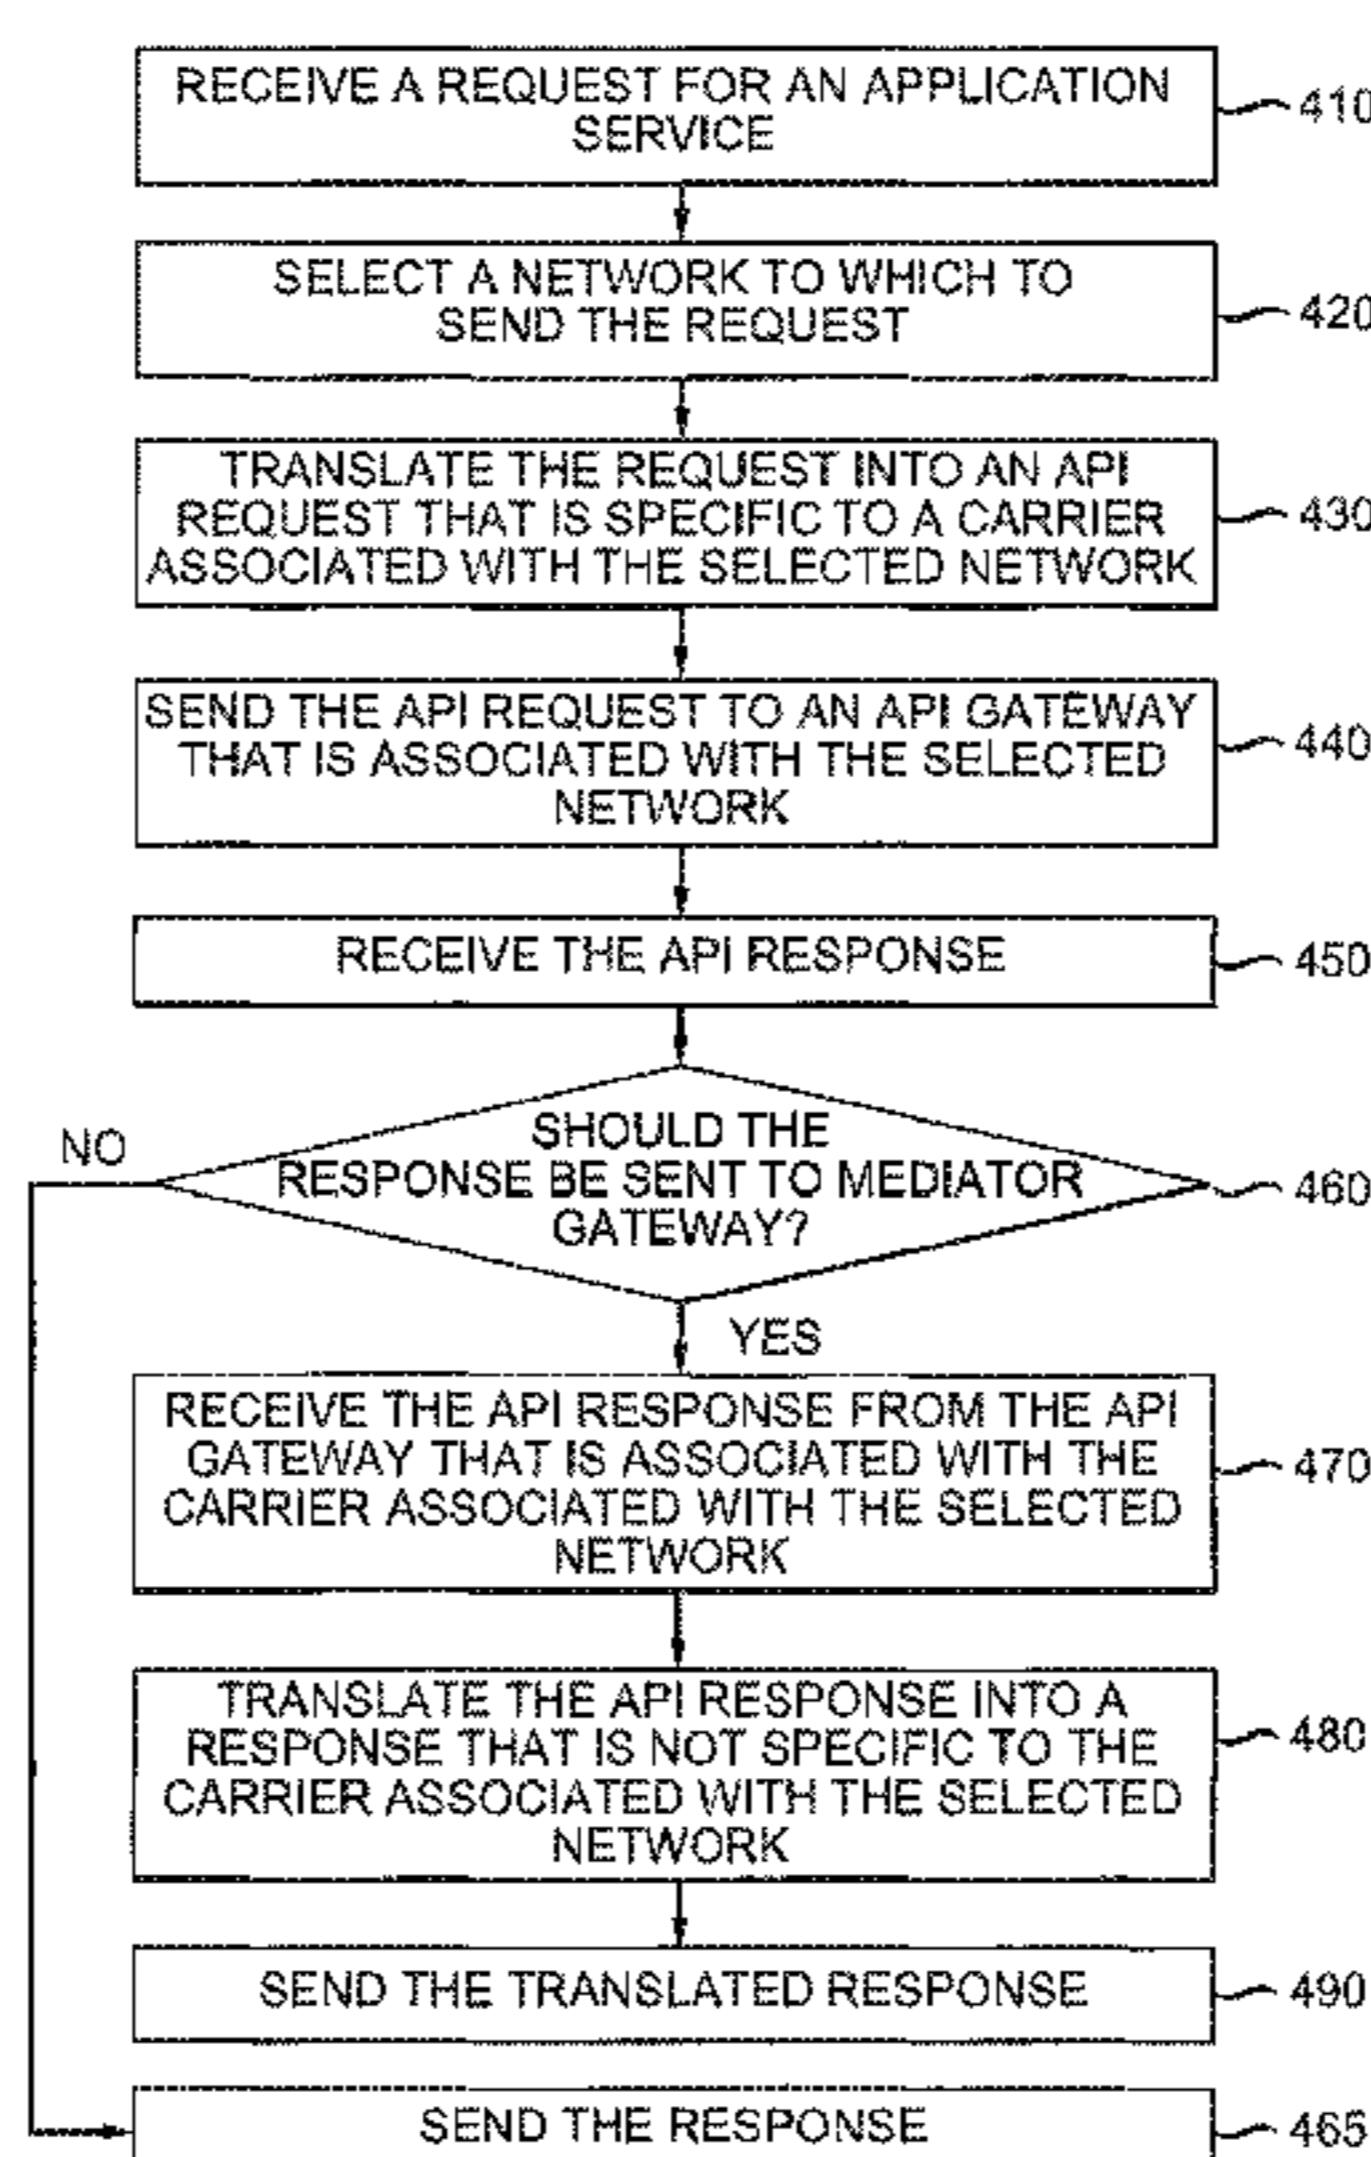 RECEIVE A REQUEST FOR AN APPLICATION
SERVICE
410
SELECT A NETWORK TO WHICH TO
SEND THE REQUEST
420
TRANSLATE THE REQUEST INTO AN API
REQUEST THAT IS SPECIFIC TO A CARRIER
ASSOCIATED WITH THE SELECTED NETWORK
430
SEND THE API REQUEST TO AN API GATEWAY
THAT IS ASSOCIATED WITH THE SELECTED
NETWORK
440
RECEIVE THE API RESPONSE
450
SHOULD THE
RESPONSE BE SENT TO MEDIATOR
GATEWAY?
460
NO
YES
RECEIVE THE API RESPONSE FROM THE API
GATEWAY THAT IS ASSOCIATED WITH THE
CARRIER ASSOCIATED WITH THE SELECTED
NETWORK
470
TRANSLATE THE API RESPONSE INTO A
RESPONSE THAT IS NOT SPECIFIC TO THE
CARRIER ASSOCIATED WITH THE SELECTED
NETWORK
480
SEND THE TRANSLATED RESPONSE
490
SEND THE RESPONSE
465